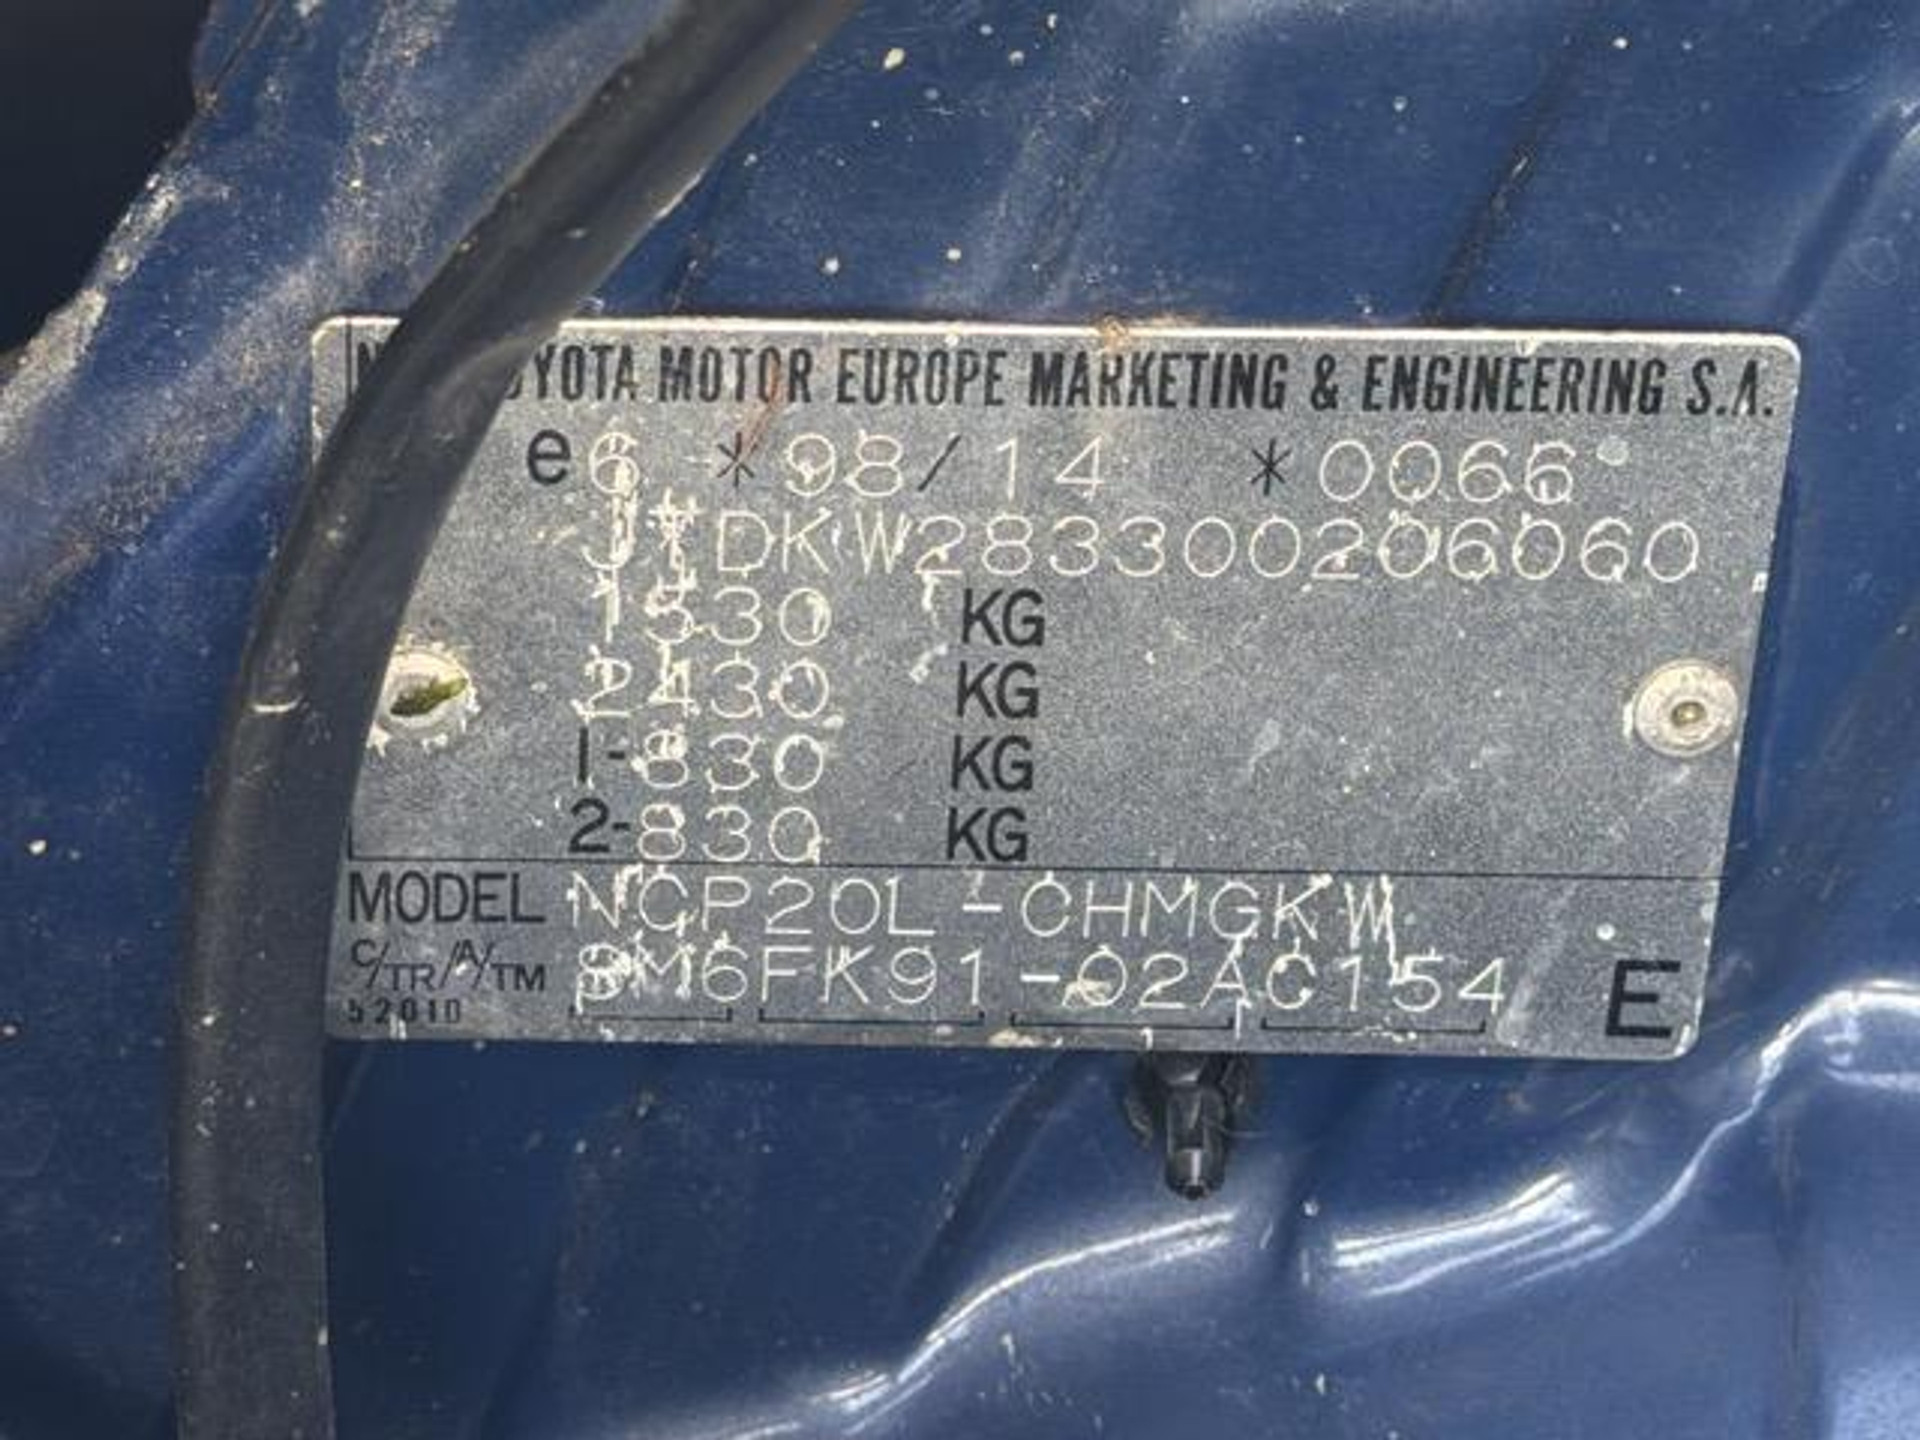 TOYOTA MOTOR EUROPE MARKETING & ENGINEERING S.A.
e6 * 98/14 * 0066
JTDKW283300206060
1530 KG
2430 KG
1-830 KG
2-830 KG
MODEL NCP20L-CHMGKW
C/TR/A/TM 8M6FK91-02AC154 E
52010